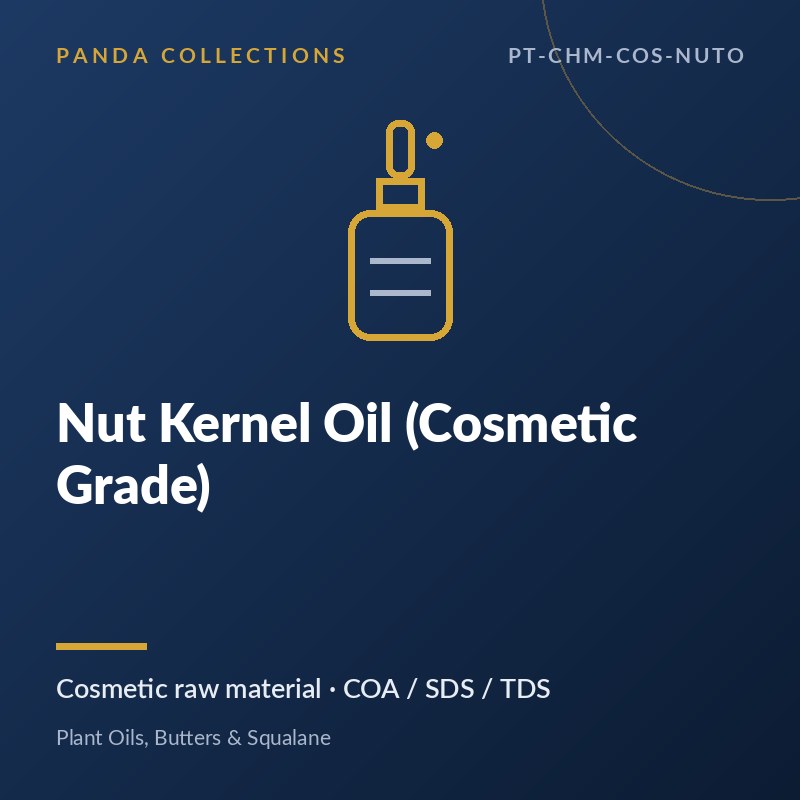 PANDA COLLECTIONS
PT-CHM-COS-NUTO
Nut Kernel Oil (Cosmetic
Grade)
Cosmetic raw material · COA / SDS / TDS
Plant Oils, Butters & Squalane